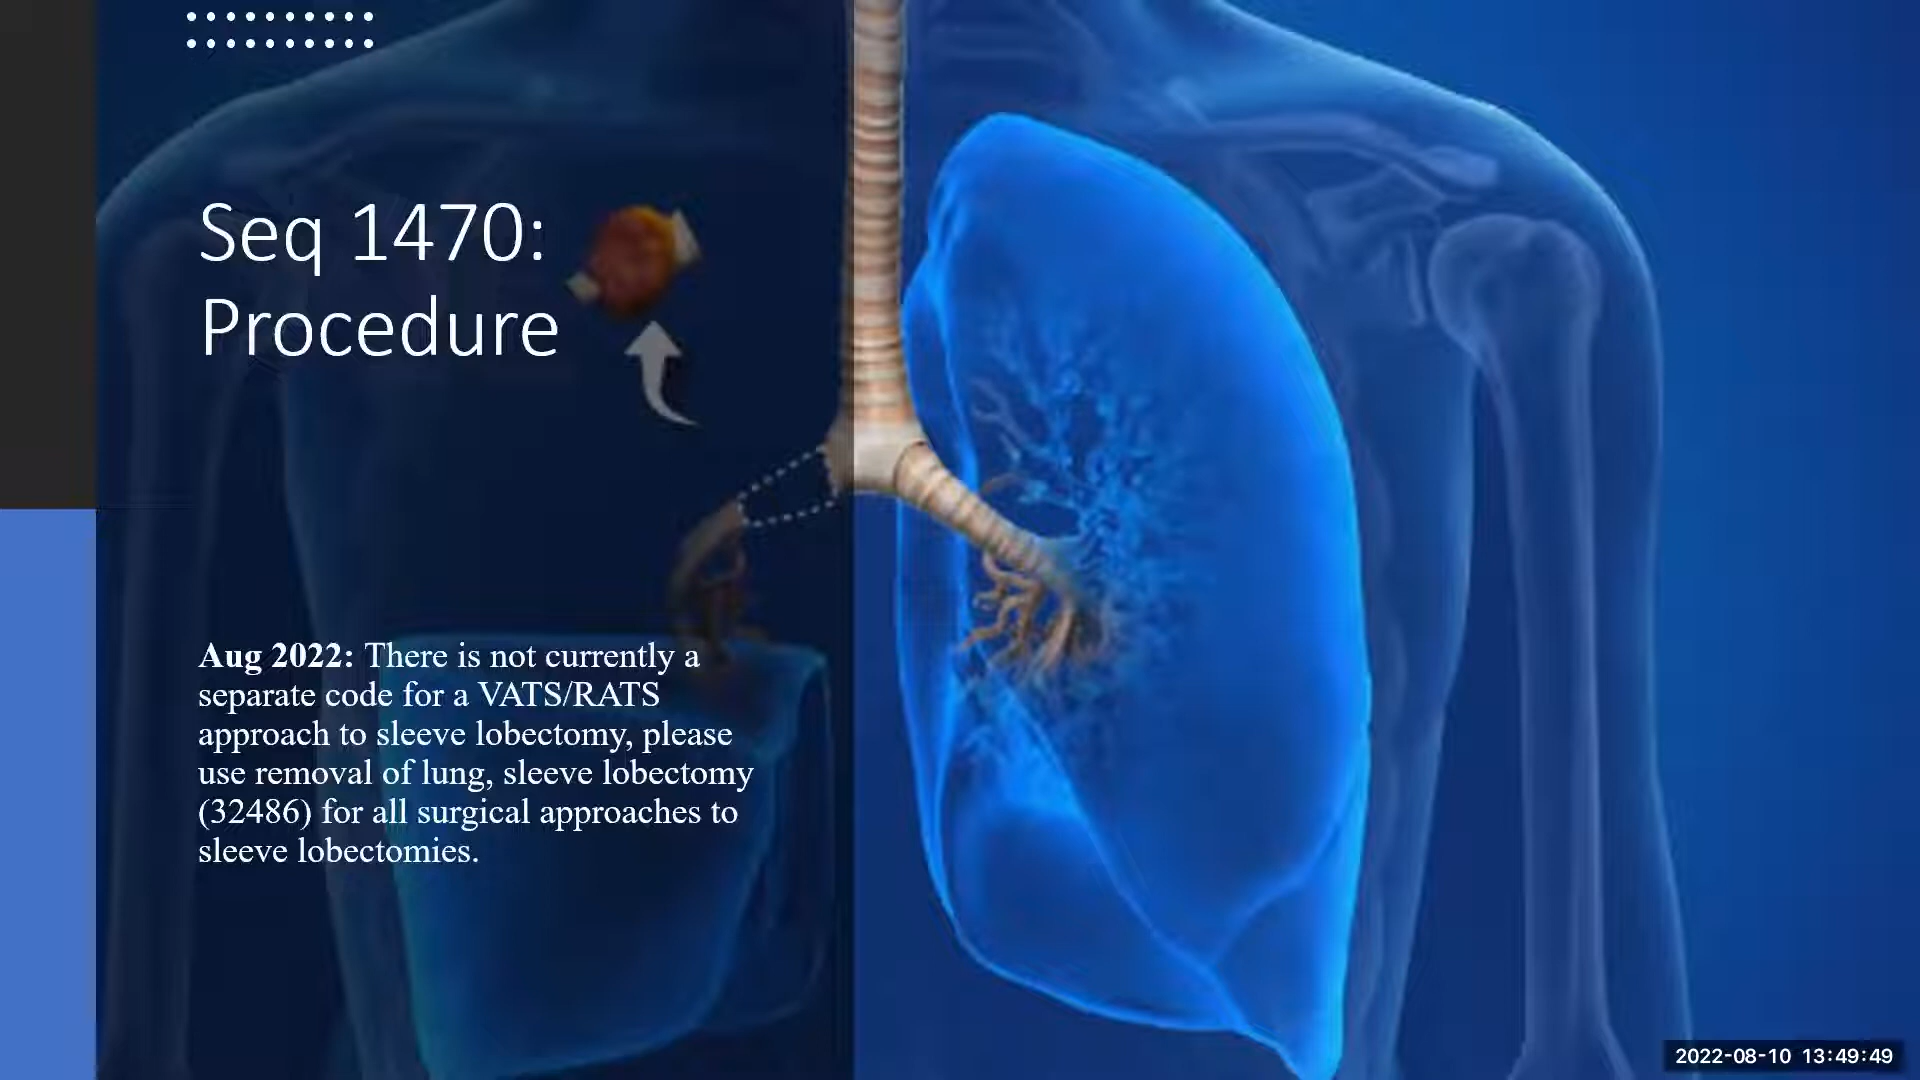 Seq 1470:
Procedure
Aug 2022: There is not currently a
separate code for a VATS/RATS
approach to sleeve lobectomy, please
use removal of lung, sleeve lobectomy
(32486) for all surgical approaches to
sleeve lobectomies.
2022-08-10 13:49:49